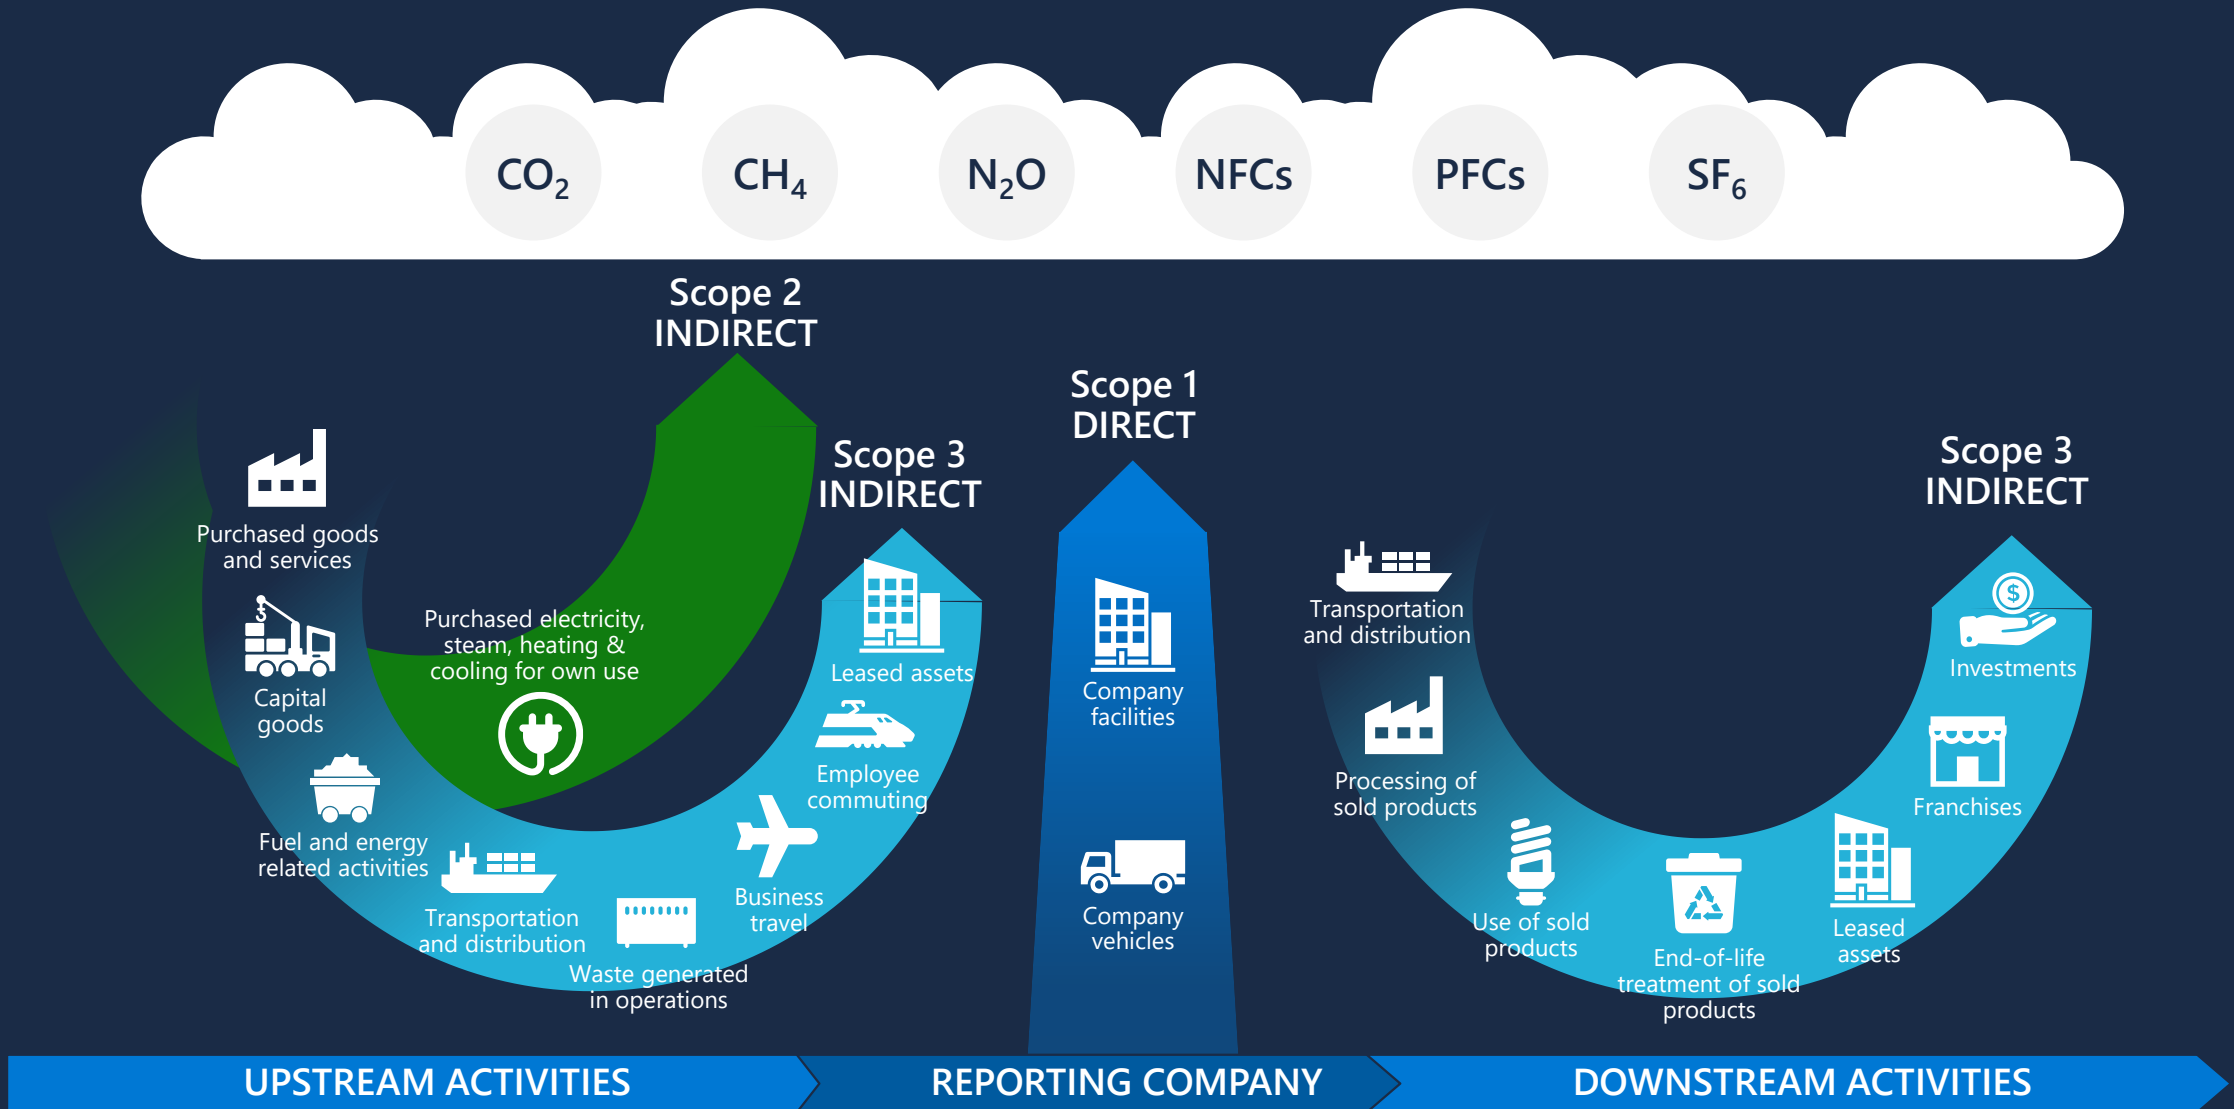 CO₂
CH₄
N₂O
NFCs
PFCs
SF₆
Scope 2
INDIRECT
Scope 3
INDIRECT
Scope 1
DIRECT
Scope 3
INDIRECT
Purchased goods
and services
Capital
goods
Fuel and energy
related activities
Transportation
and distribution
Waste generated
in operations
Business
travel
Employee
commuting
Leased assets
Purchased electricity,
steam, heating &
cooling for own use
Company
facilities
Company
vehicles
Transportation
and distribution
Processing of
sold products
Use of sold
products
End-of-life
treatment of sold
products
Leased
assets
Franchises
Investments
$
UPSTREAM ACTIVITIES
REPORTING COMPANY
DOWNSTREAM ACTIVITIES